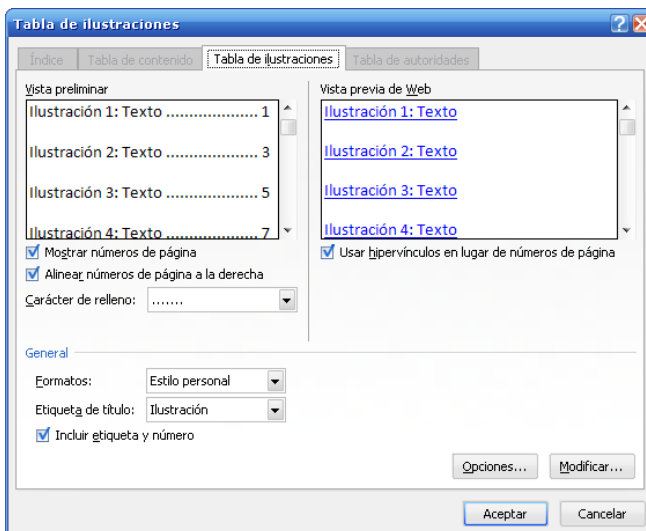 Tabla de ilustraciones
Índice Tabla de contenido Tabla de ilustraciones Tabla de autoridades
Vista preliminar
Ilustración 1: Texto ..................... 1
Ilustración 2: Texto ..................... 3
Ilustración 3: Texto ..................... 5
Ilustración 4: Texto ..................... 7
Mostrar números de página
Alinear números de página a la derecha
Carácter de relleno: .......
Vista previa de Web
Ilustración 1: Texto
Ilustración 2: Texto
Ilustración 3: Texto
Ilustración 4: Texto
Usar hipervínculos en lugar de números de página
General
Formatos: Estilo personal
Etiqueta de título: Ilustración
Incluir etiqueta y número
Opciones... Modificar...
Aceptar Cancelar